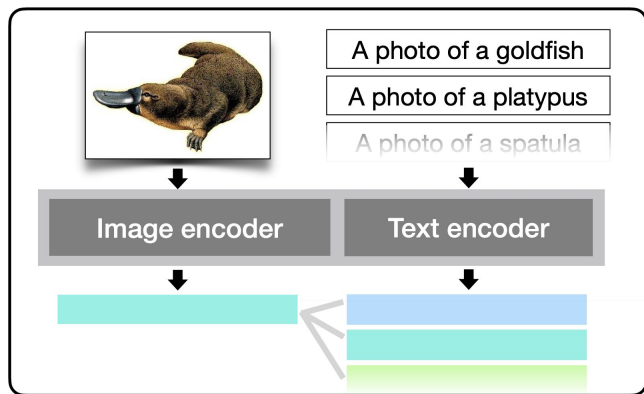 A photo of a goldfish
A photo of a platypus
A photo of a spatula
Image encoder
Text encoder